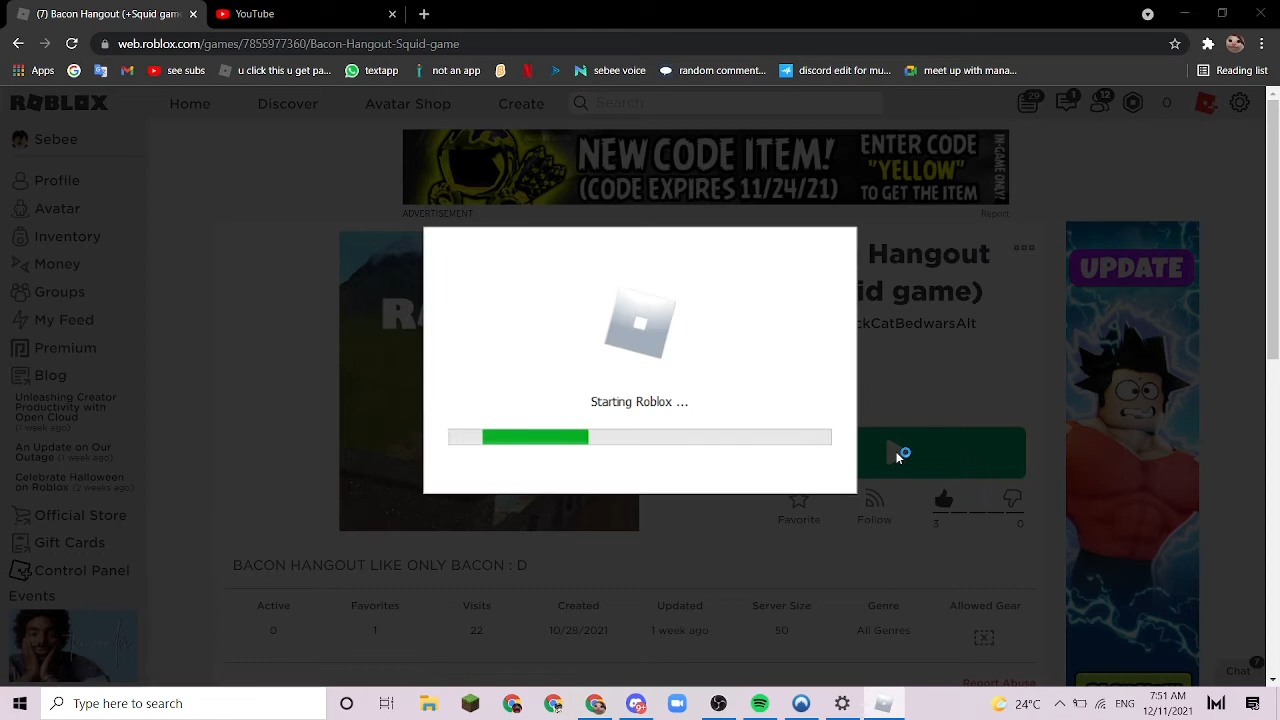 Bacon Hangout (+Squid gam
YouTube
web.roblox.com/games/7855977360/Bacon-Hangout-Squid-game
Apps
u click this u get p...
Gmail
see subs
textapp
not an app
sebee voice
random comment...
disicrivijsjejejejej...
meet with mana...
Reading list
ROBLOX
Home
Discover
Avatar Shop
Create
Search
29
1
12
0
Sebee
Profile
Avatar
Inventory
Money
Groups
My Feed
Premium
Blog
Unleashing Creator
Productivity with
Open Cloud
(1 week ago)
An Update on Our
Outage
(1 week ago)
Celebrate Halloween
on Roblox (2 weeks ago)
Official Store
Gift Cards
Control Panel
Events
NEW CODE ITEM!
(CODE EXPIRES 11/24/21)
ENTER CODE
"YELLOW"
TO GET THE ITEM
IN-GAME ONLY!
ADVERTISEMENT
Report
Hangout
id game)
ckCatBedwarsAlt
Starting Roblox ...
Favorite
Follow
3
0
BACON HANGOUT LIKE ONLY BACON : D
Active
Favorites
Visits
Created
Updated
Server Size
Genre
Allowed Gear
0
1
22
10/28/2021
1 week ago
50
All Genres
Report Abuse
UPDATE
Chat
7
Type here to search
24°C
ENG
7:51 AM
12/11/2021